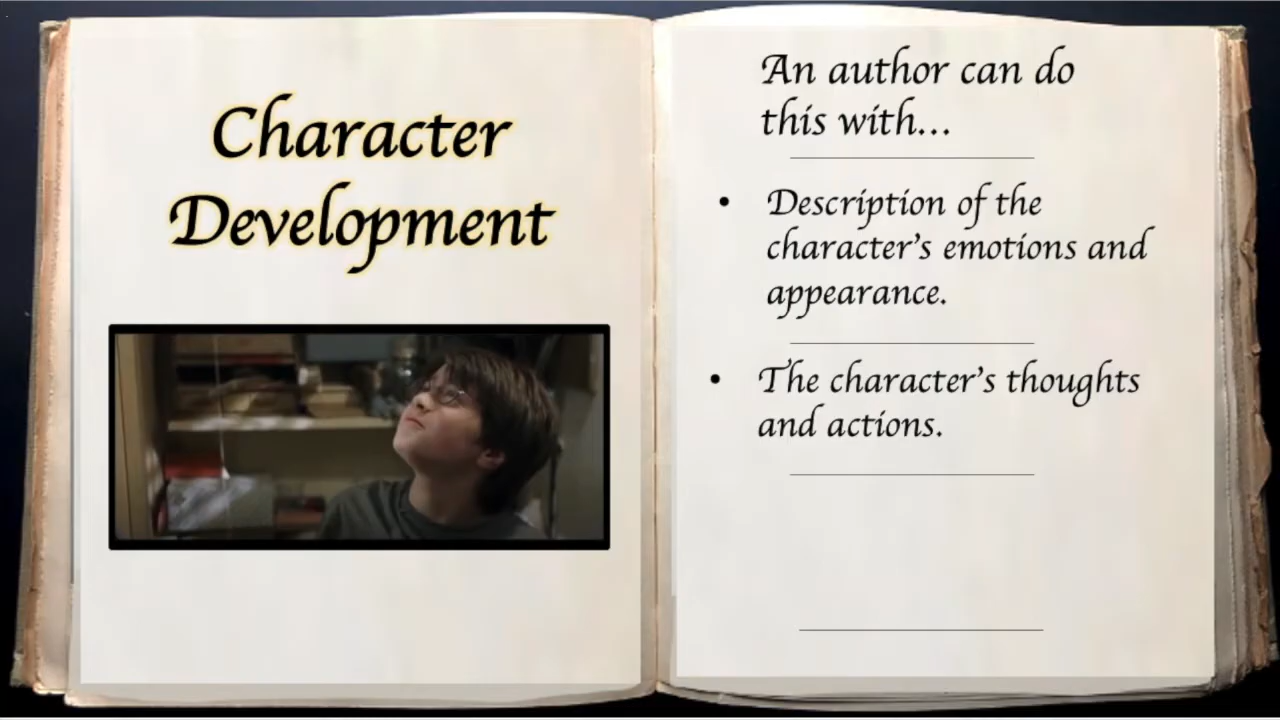 Character
Development
An author can do
this with...
• Description of the
character's emotions and
appearance.
• The character's thoughts
and actions.